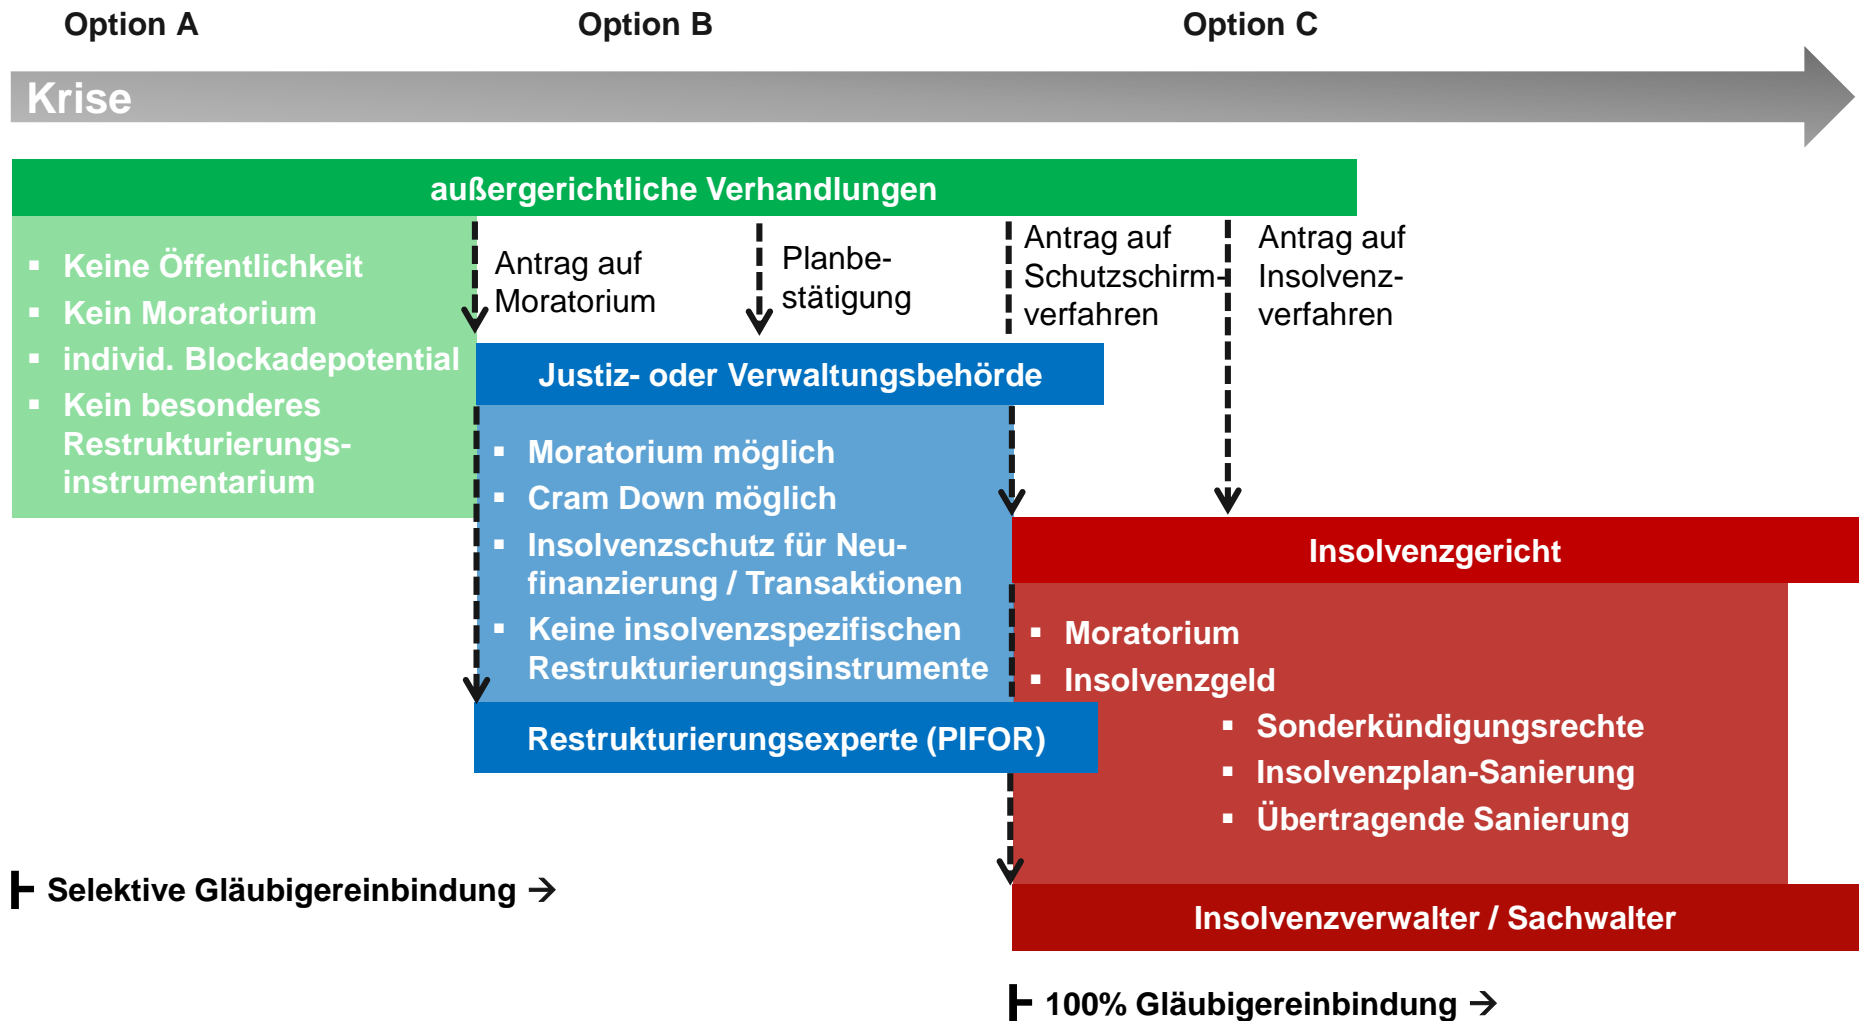 Option A
Option B
Option C
Krise
außergerichtliche Verhandlungen
▪ Keine Öffentlichkeit
▪ Kein Moratorium
▪ individ. Blockadepotential
▪ Kein besonderes
Restrukturierungs-
instrumentarium
Antrag auf
Moratorium
Planbe-
stätigung
Antrag auf
Schutzschirm-
verfahren
Antrag auf
Insolvenz-
verfahren
Justiz- oder Verwaltungsbehörde
▪ Moratorium möglich
▪ Cram Down möglich
▪ Insolvenzschutz für Neu-
finanzierung / Transaktionen
▪ Keine insolvenzspezifischen
Restrukturierungsinstrumente
Restrukturierungsexperte (PIFOR)
Insolvenzgericht
▪ Moratorium
▪ Insolvenzgeld
▪ Sonderkündigungsrechte
▪ Insolvenzplan-Sanierung
▪ Übertragende Sanierung
Insolvenzverwalter / Sachwalter
Selektive Gläubigereinbindung →
100% Gläubigereinbindung →